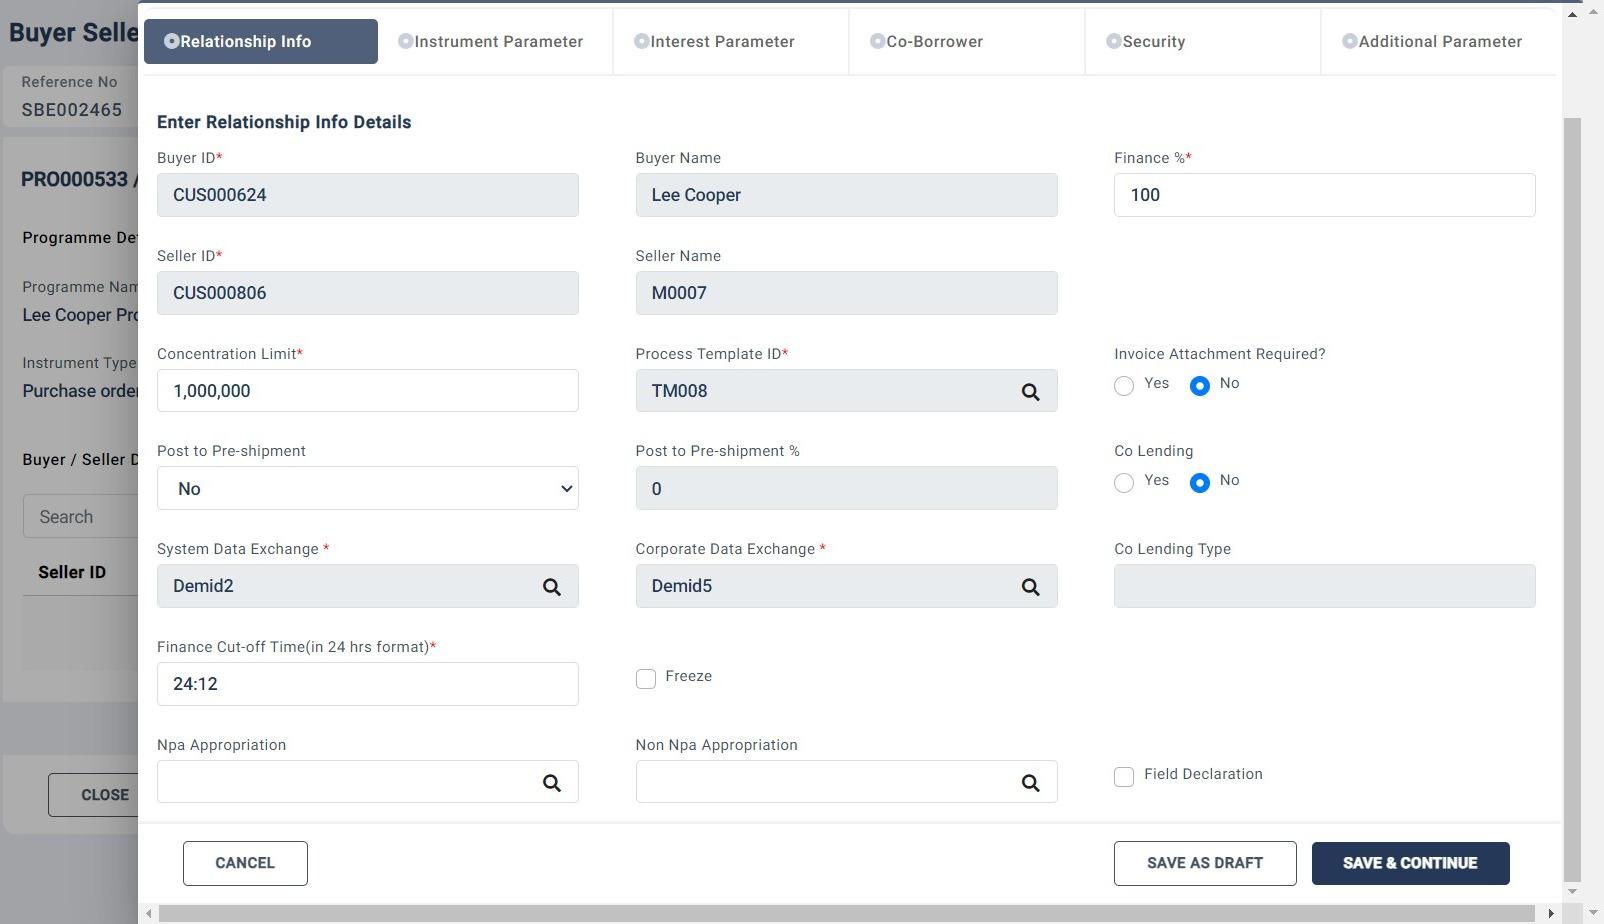 Buyer Selle
Reference No
SBE002465
PRO000533 /
Programme De
Programme Nam
Lee Cooper Pro
Instrument Type
Purchase order
Buyer / Seller D
Search
Seller ID
CLOSE
Relationship Info
Instrument Parameter
Interest Parameter
Co-Borrower
Security
Additional Parameter
Enter Relationship Info Details
Buyer ID*
Buyer Name
Finance %*
CUS000624
Lee Cooper
100
Seller ID*
Seller Name
CUS000806
M0007
Concentration Limit*
Process Template ID*
Invoice Attachment Required?
1,000,000
TM008
Yes
No
Post to Pre-shipment
Post to Pre-shipment %
Co Lending
No
0
Yes
No
System Data Exchange *
Corporate Data Exchange *
Co Lending Type
Demid2
Demid5
Finance Cut-off Time(in 24 hrs format)*
24:12
Freeze
Npa Appropriation
Non Npa Appropriation
Field Declaration
CANCEL
SAVE AS DRAFT
SAVE & CONTINUE